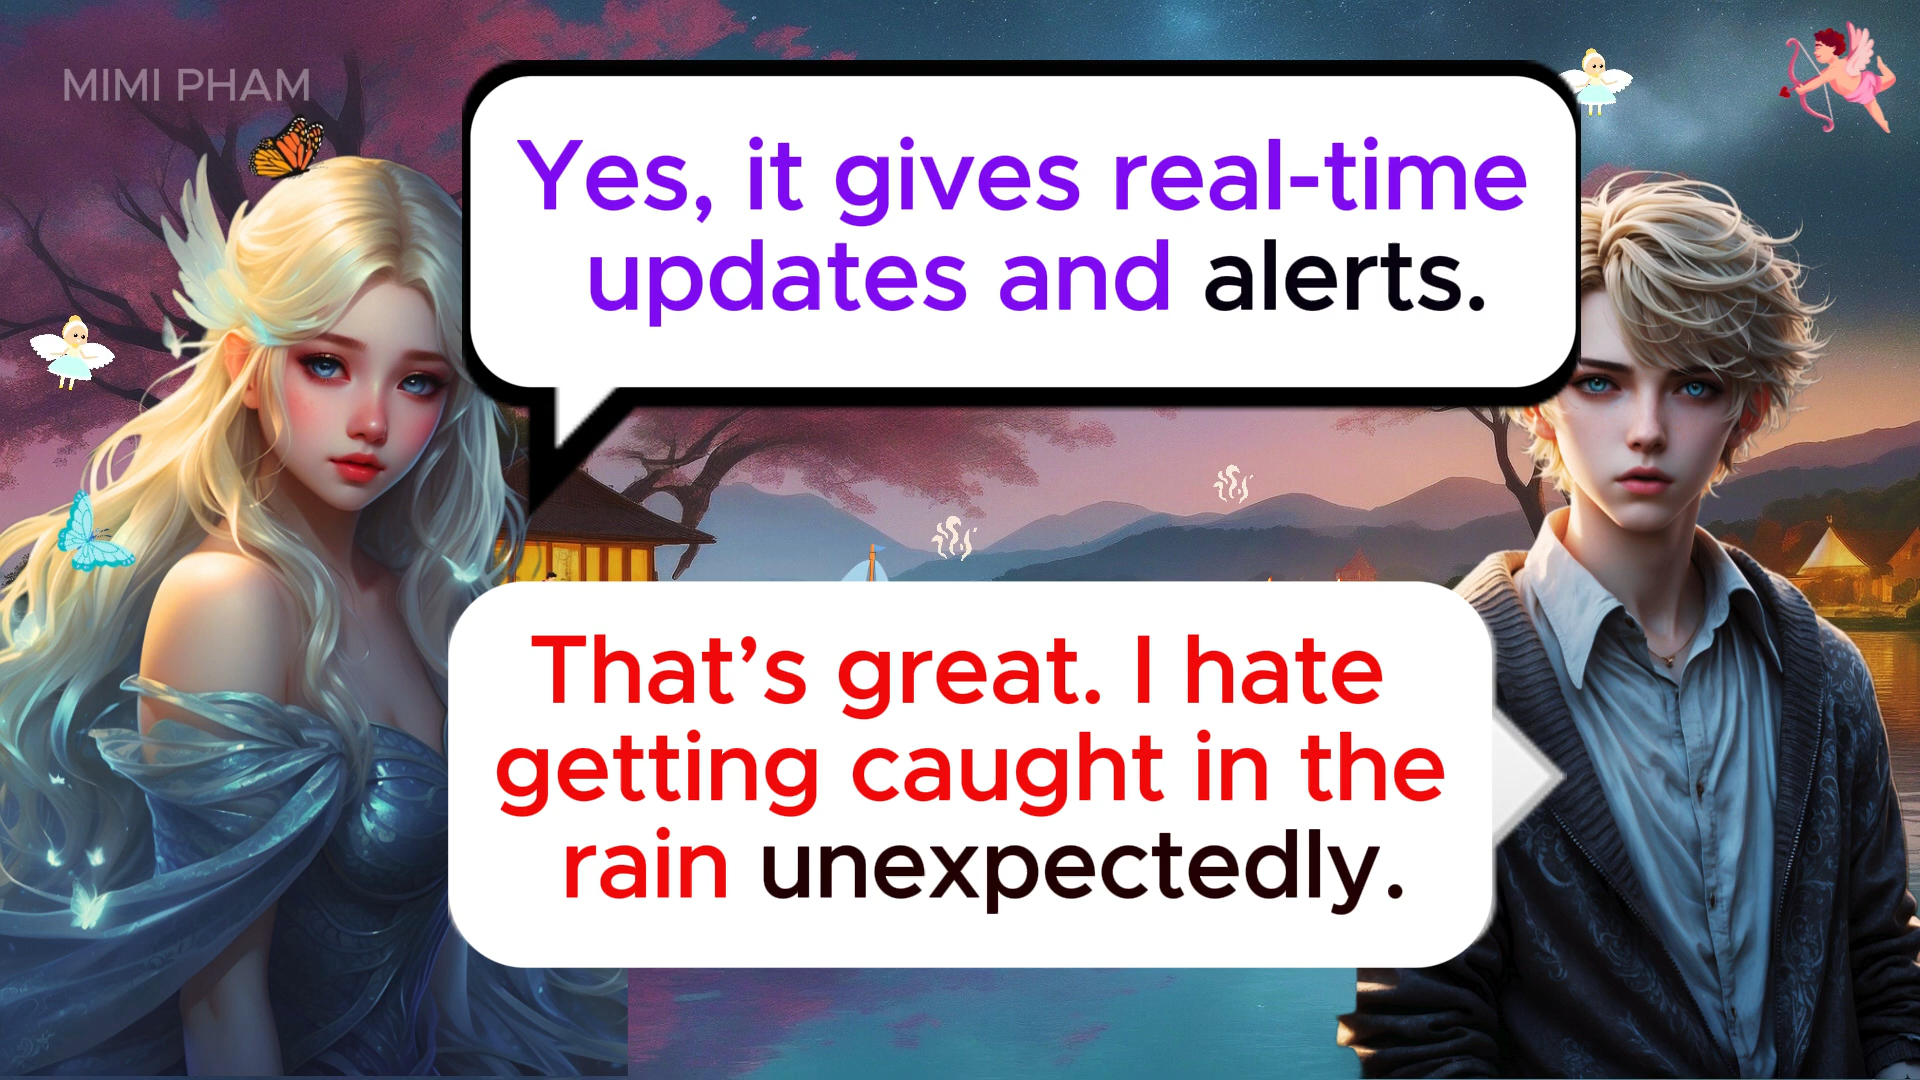 MIMI PHAM
Yes, it gives real-time
updates and alerts.
That’s great. I hate
getting caught in the
rain unexpectedly.